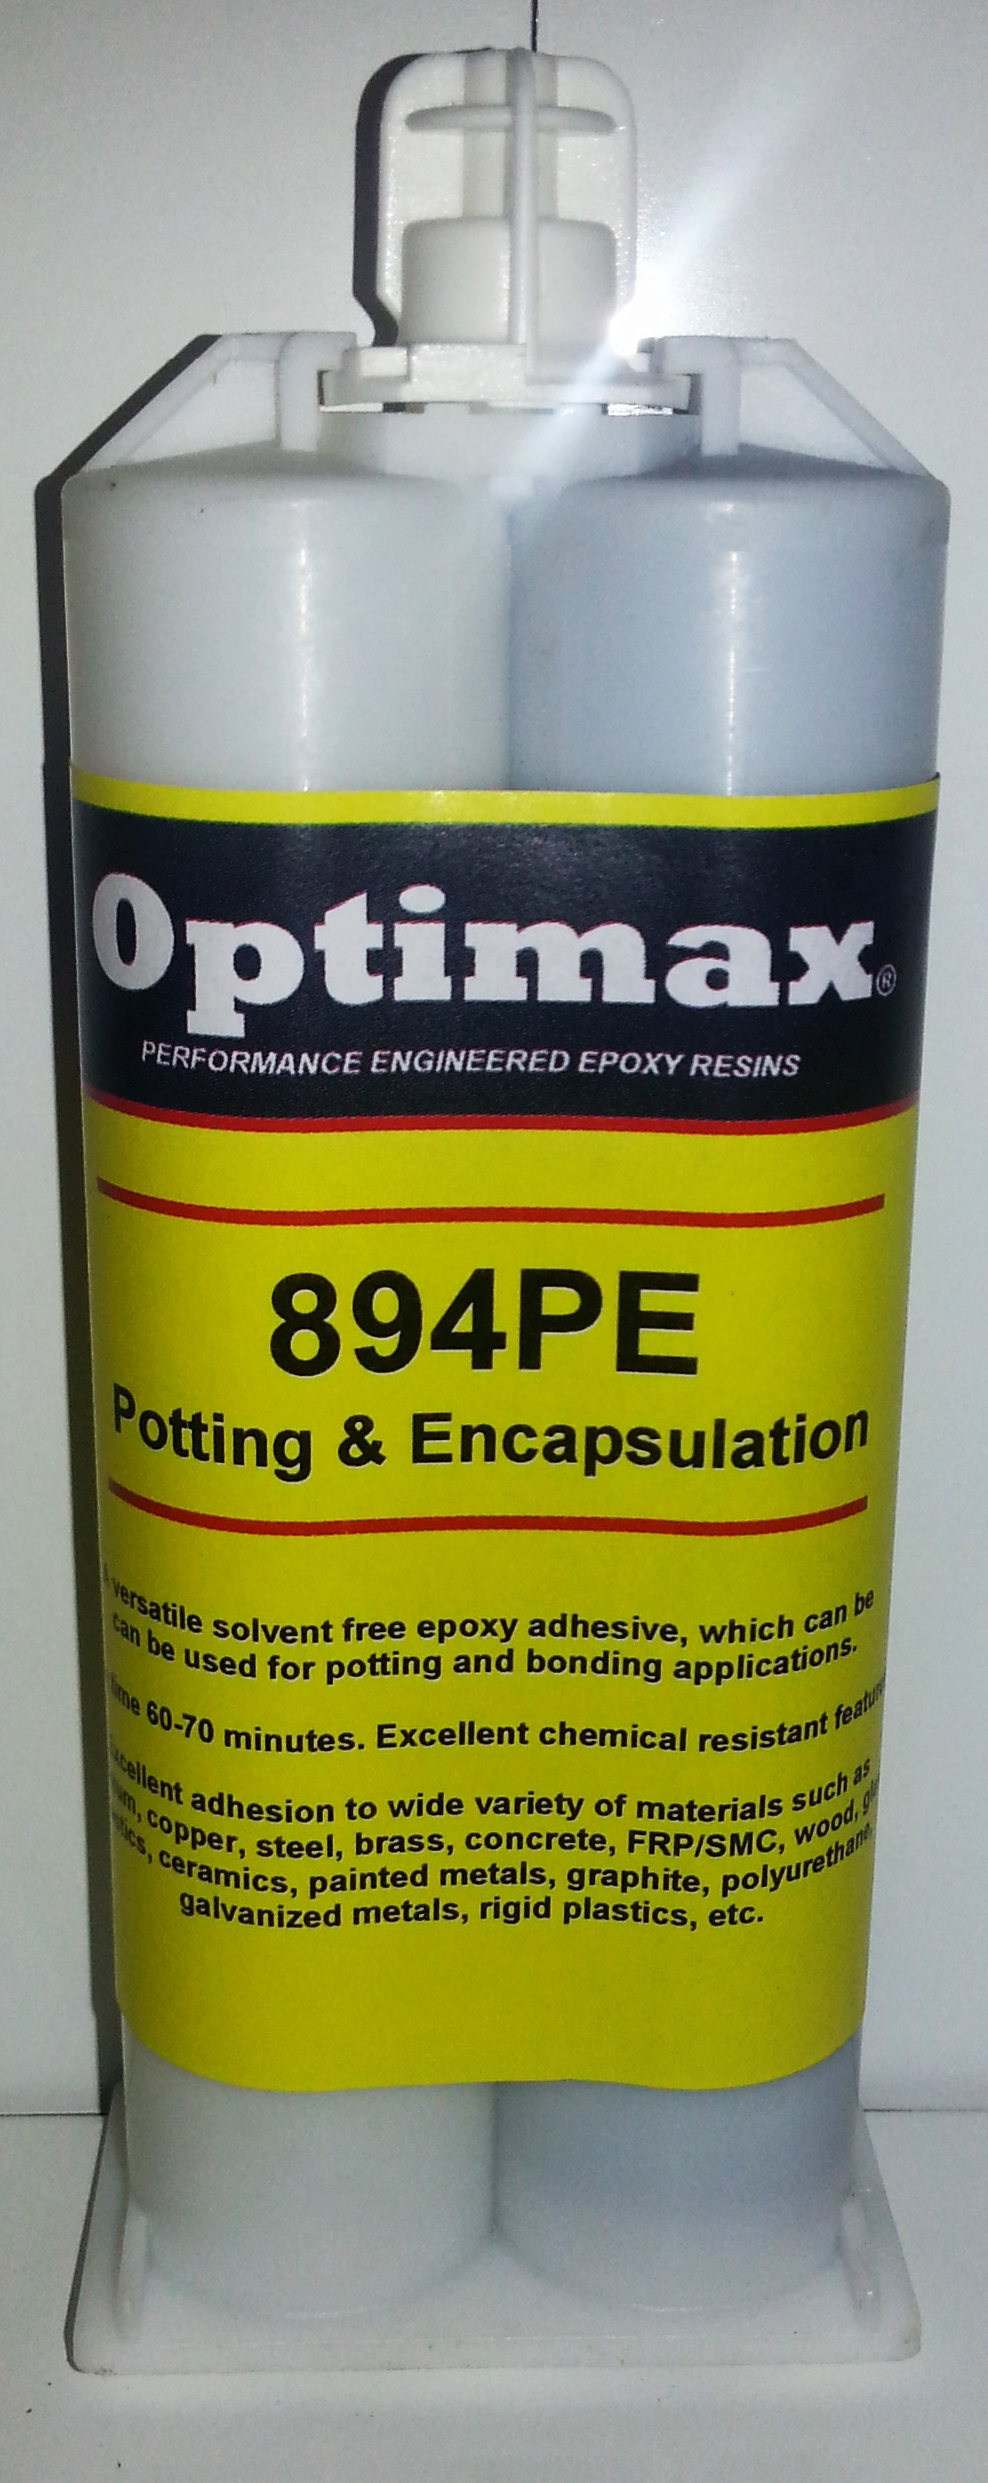 Optimax®
PERFORMANCE ENGINEERED EPOXY RESINS
894PE
Potting & Encapsulation
A versatile solvent free epoxy adhesive, which can be
can be used for potting and bonding applications.
60-70 minutes. Excellent chemical resistant
Excellent adhesion to wide variety of materials such as
copper, steel, brass, concrete, FRP/SMC, wood,
ceramics, painted metals, graphite, polyurethane,
galvanized metals, rigid plastics, etc.